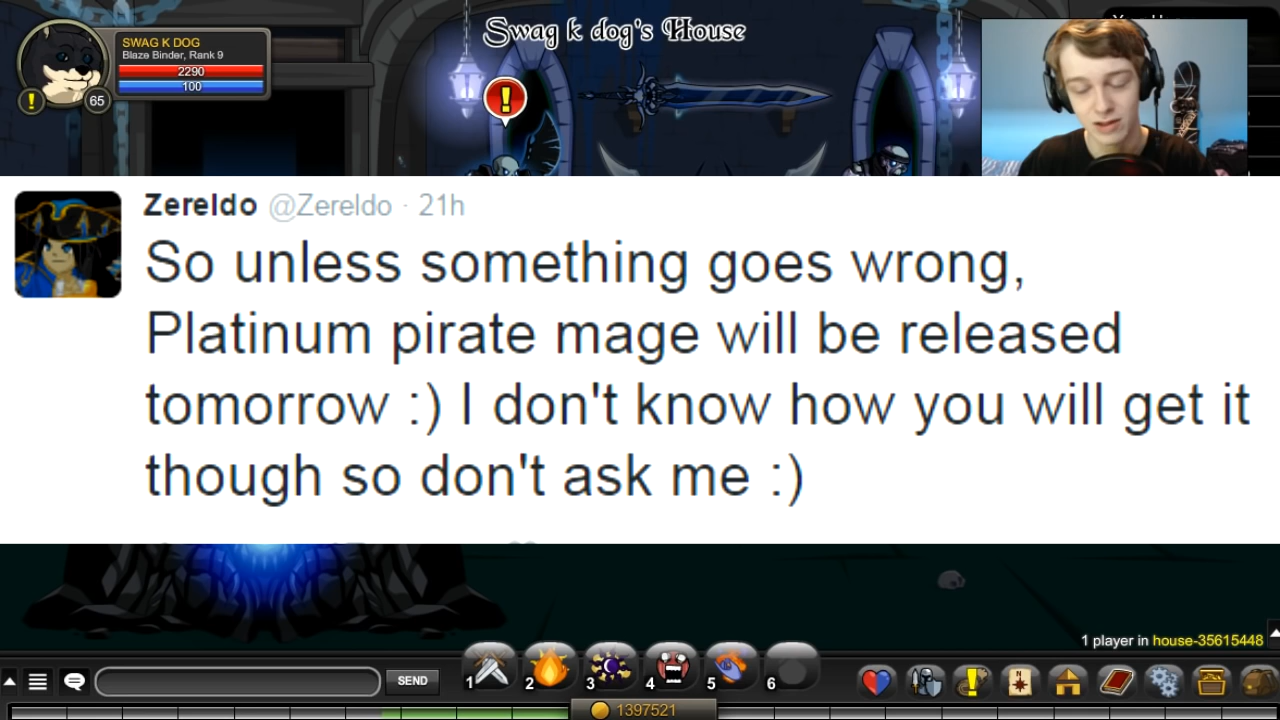 Swag k dog's House
SWAG K DOG
Blaze Binder, Rank 9
2290
100
65
Zereldo @Zereldo · 21h
So unless something goes wrong,
Platinum pirate mage will be released
tomorrow :) I don't know how you will get it
though so don't ask me :)
1 player in house-35615448
SEND
1 2 3 4 5 6
1397521